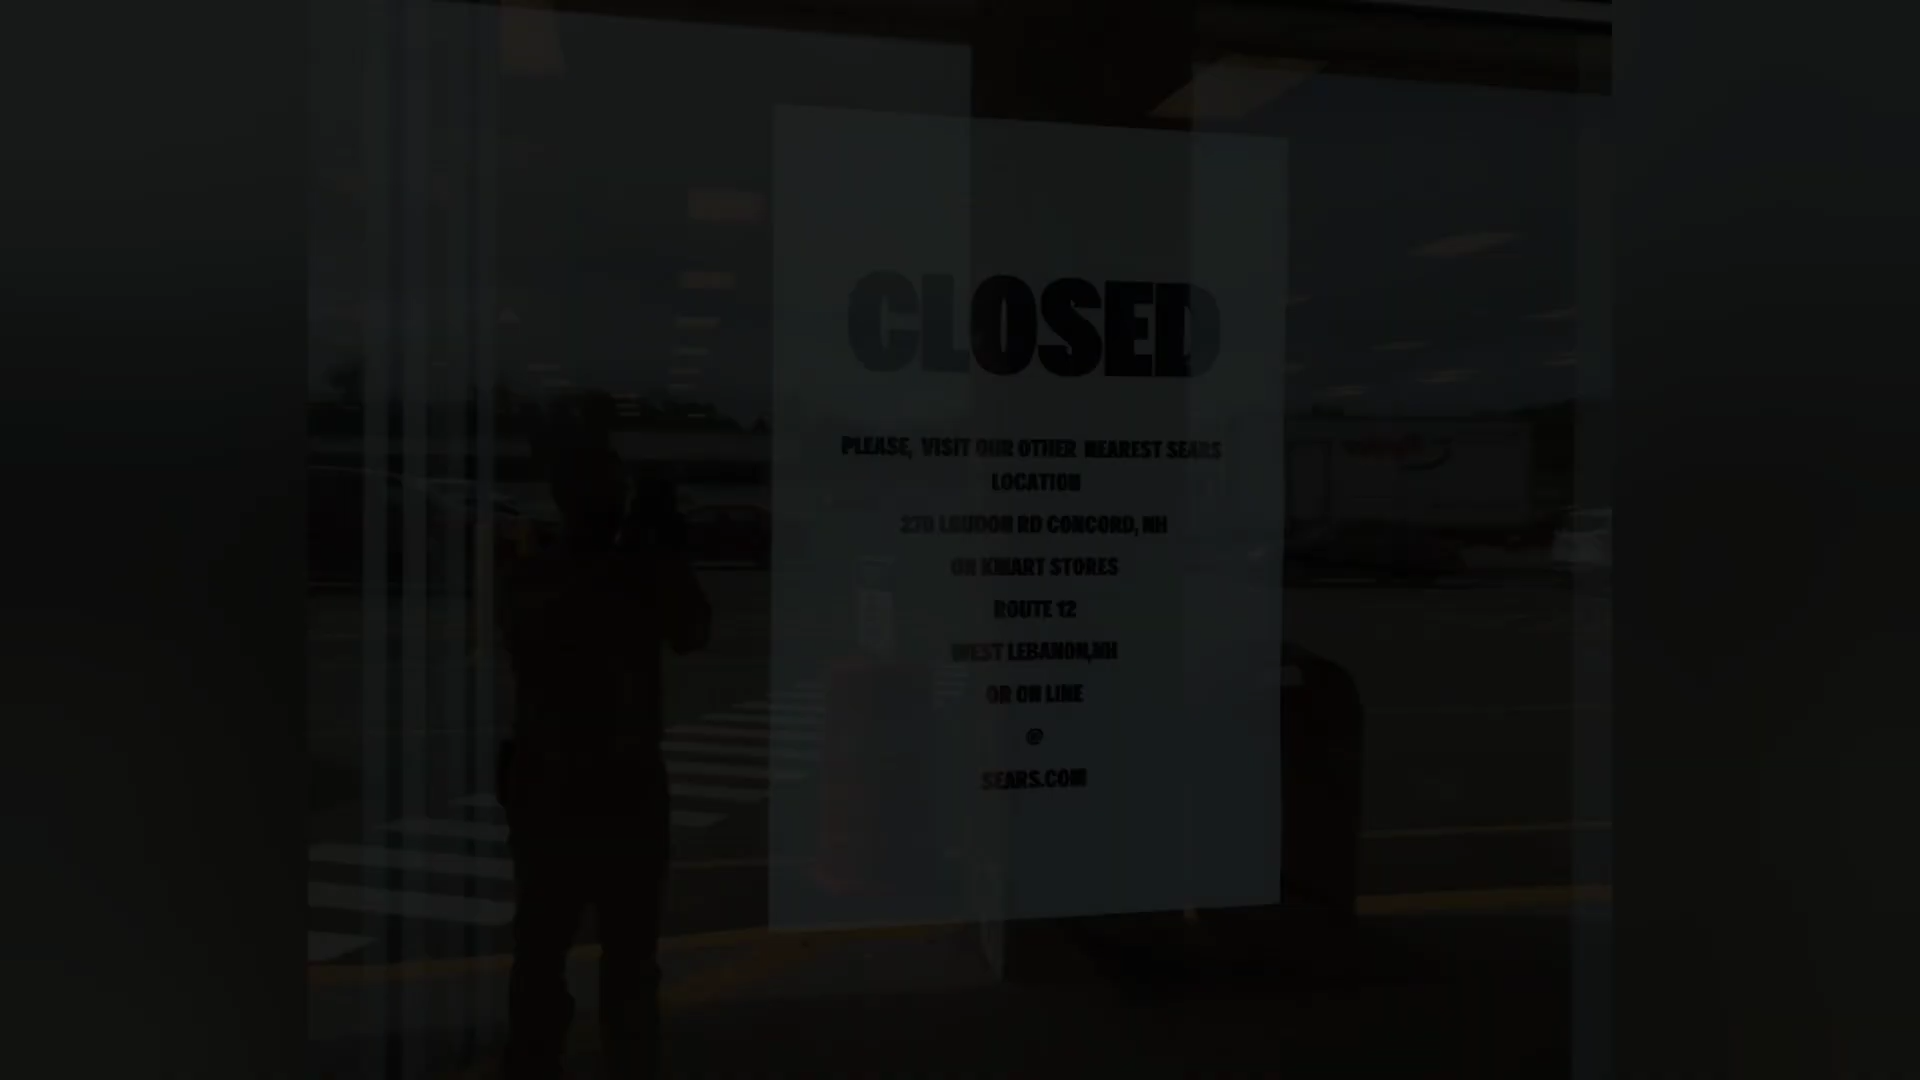 CLOSED
PLEASE, VISIT OUR OTHER NEAREST SEARS
LOCATION
270 LOUDON RD CONCORD, NH
OR KMART STORES
ROUTE 12
WEST LEBANON,NH
OR ON LINE
@
SEARS.COM